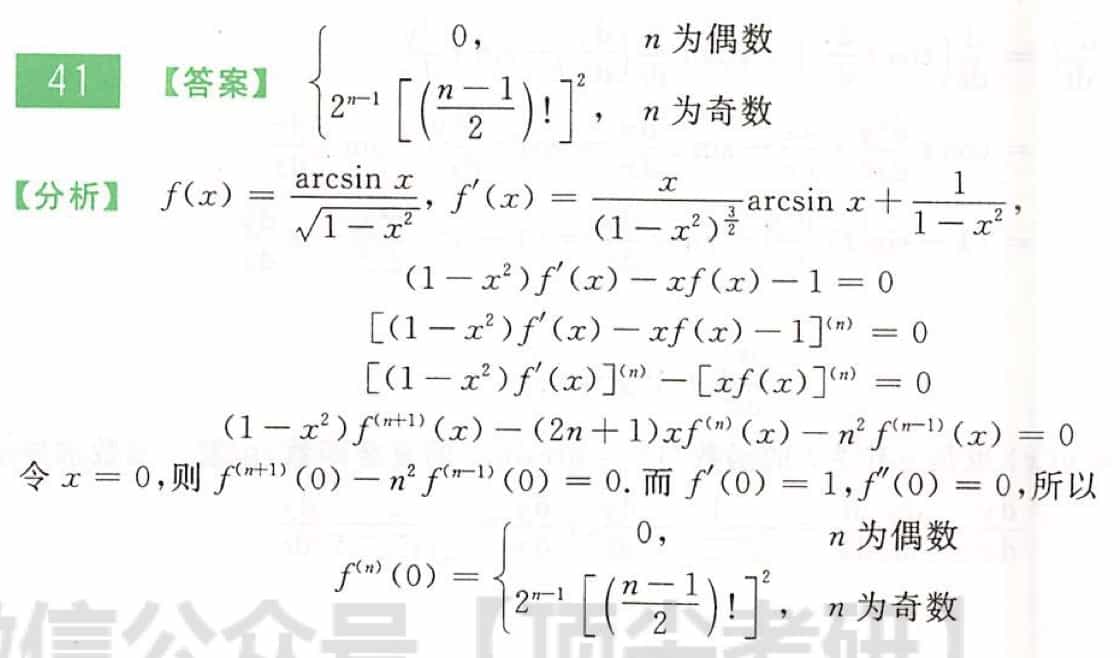 41 【答案】 $\begin{cases} 0, & n 为偶数 \\ 2^{n-1}\left[\left(\frac{n-1}{2}\right)!\right]^2, & n 为奇数 \end{cases}$
【分析】 $f(x) = \frac{\arcsin x}{\sqrt{1-x^2}}, f'(x) = \frac{x}{(1-x^2)^{\frac{3}{2}}}\arcsin x + \frac{1}{1-x^2},$
$(1-x^2)f'(x) - xf(x) - 1 = 0$
$[(1-x^2)f'(x) - xf(x) - 1]^{(n)} = 0$
$[(1-x^2)f'(x)]^{(n)} - [xf(x)]^{(n)} = 0$
$(1-x^2)f^{(n+1)}(x) - (2n+1)xf^{(n)}(x) - n^2f^{(n-1)}(x) = 0$
令 $x = 0$,则 $f^{(n+1)}(0) - n^2f^{(n-1)}(0) = 0$. 而 $f'(0) = 1, f''(0) = 0$,所以
$f^{(n)}(0) = \begin{cases} 0, & n 为偶数 \\ 2^{n-1}\left[\left(\frac{n-1}{2}\right)!\right]^2, & n 为奇数 \end{cases}$
微信公众号【顶尖考研】